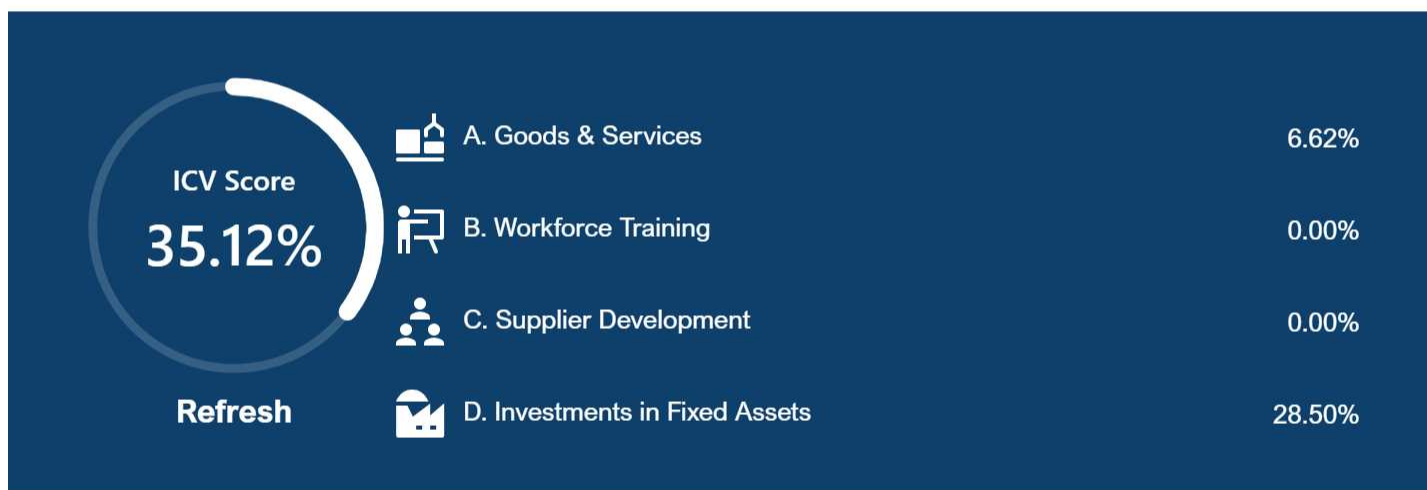 ICV Score
35.12%
Refresh
A. Goods & Services 6.62%
B. Workforce Training 0.00%
C. Supplier Development 0.00%
D. Investments in Fixed Assets 28.50%